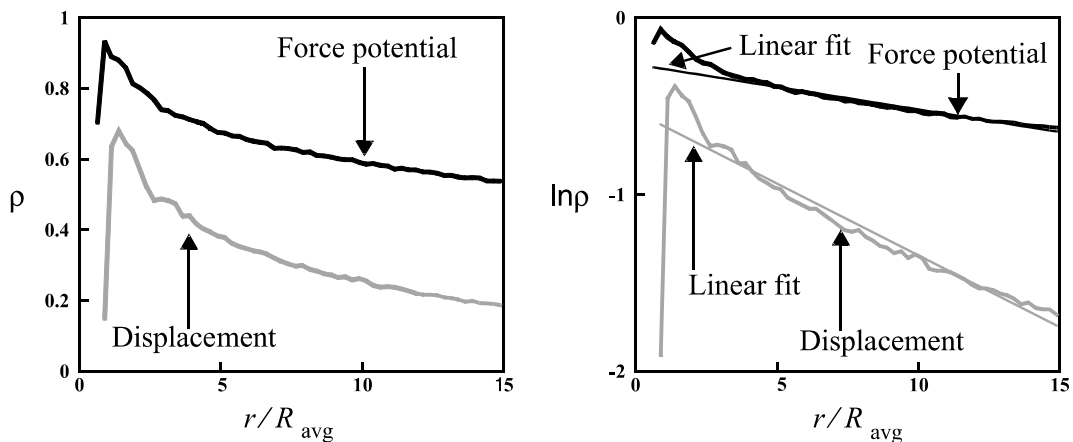 1
0.8
0.6
0.4
0.2
0
ρ
Force potential
Displacement
0
5
10
15
r/R avg
0
-1
-2
lnρ
Linear fit
Force potential
Linear fit
Displacement
0
5
10
15
r/R avg